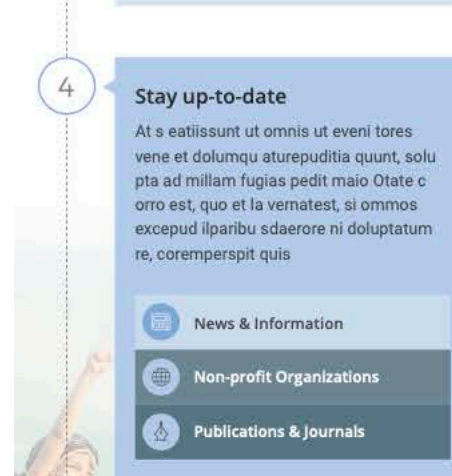 4
Stay up-to-date
At s eatiissunt ut omnis ut eveni tores
vene et dolumqu aturepuditia quunt, solu
pta ad millam fugias pedit maio Otate c
orro est, quo et la vernatest, si ommos
excepud ilparibu sdaerore ni doluptatum
re, coremperspit quis
News & Information
Non-profit Organizations
Publications & Journals